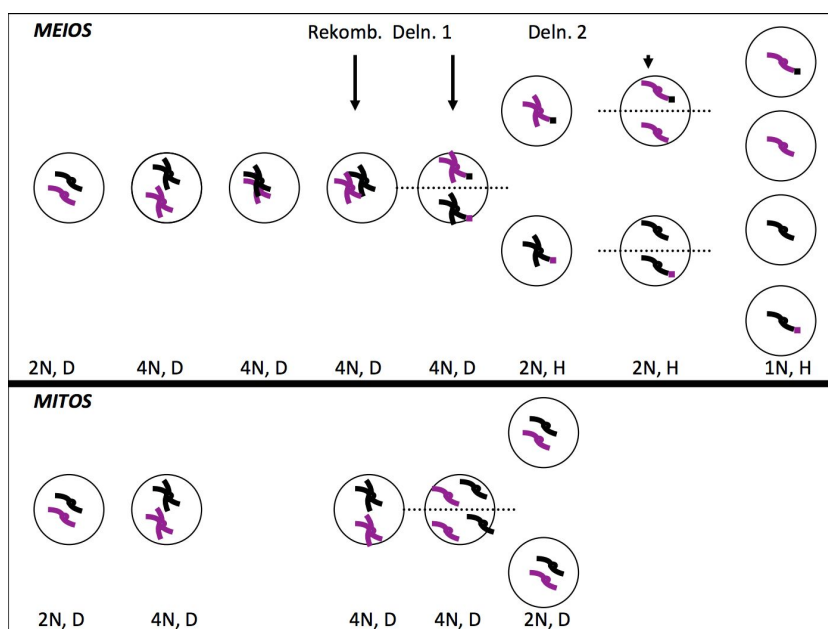 MEIOS
Rekomb. Deln. 1 Deln. 2
2N, D 4N, D 4N, D 4N, D 4N, D 2N, H 2N, H 1N, H
MITOS
2N, D 4N, D 4N, D 4N, D 2N, D